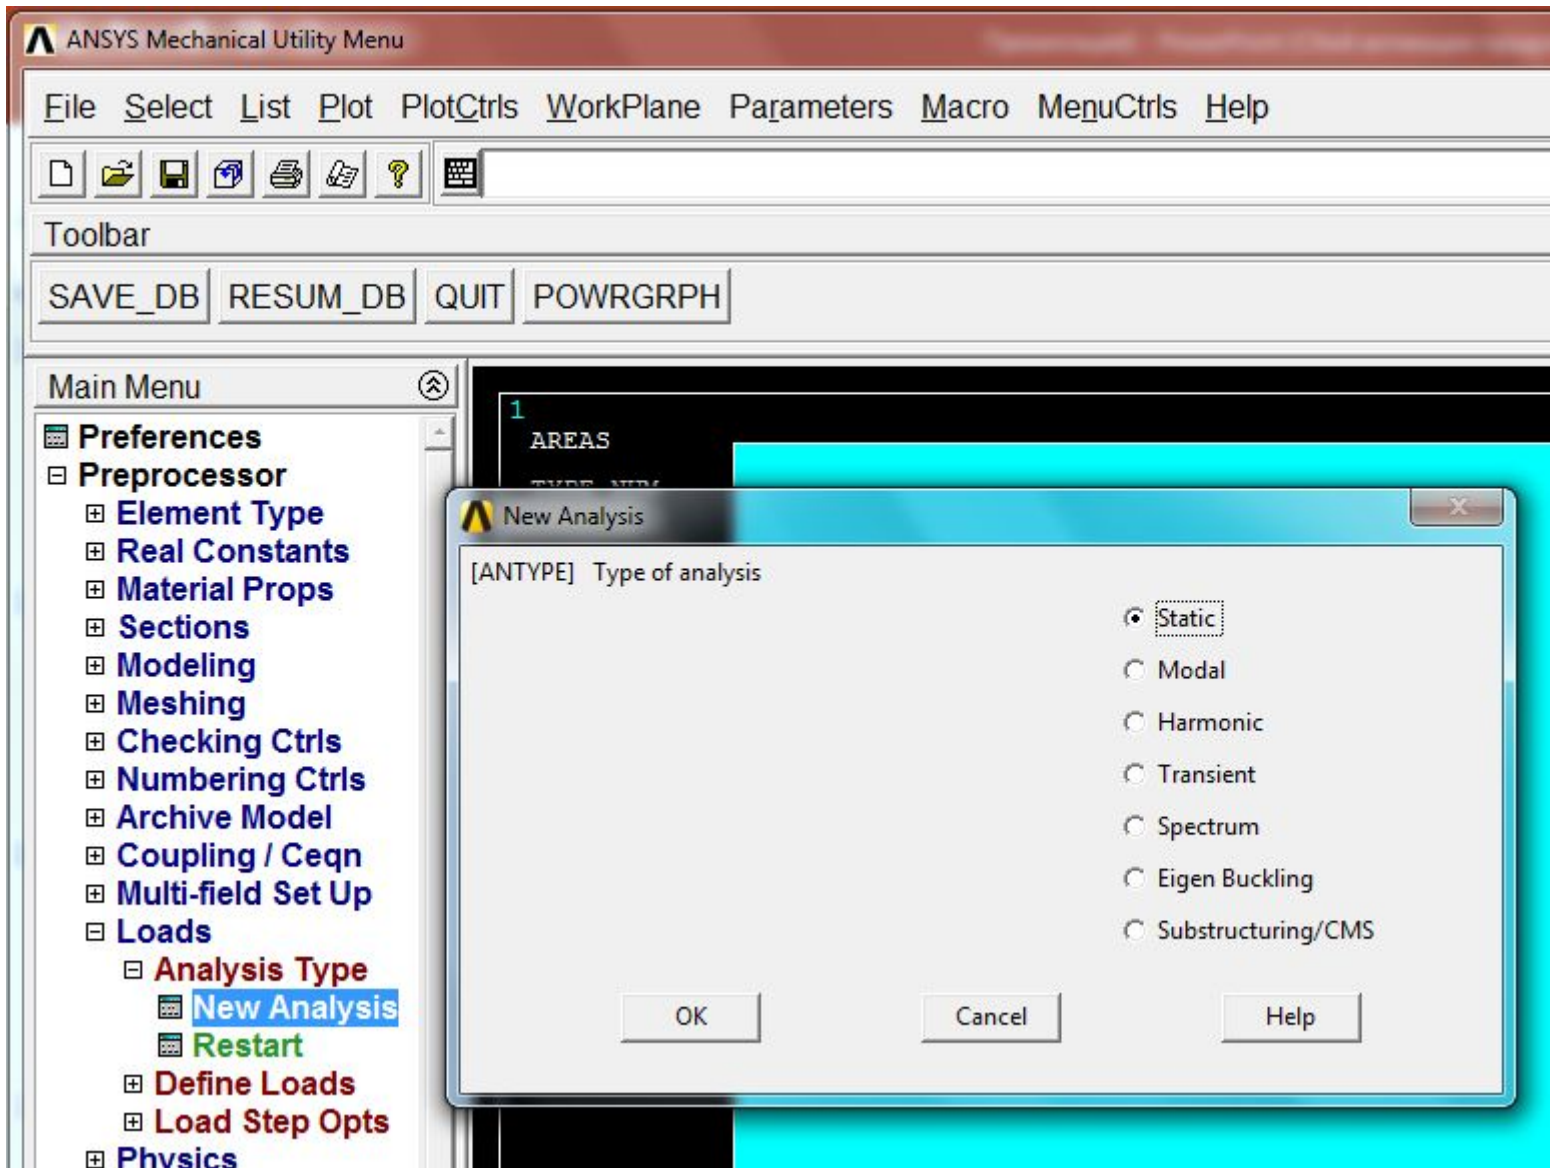 ANSYS Mechanical Utility Menu
File Select List Plot PlotCtrls WorkPlane Parameters Macro MenuCtrls Help
Toolbar
SAVE_DB RESUM_DB QUIT POWRGRPH
Main Menu
Preferences
Preprocessor
Element Type
Real Constants
Material Props
Sections
Modeling
Meshing
Checking Ctrls
Numbering Ctrls
Archive Model
Coupling / Ceqn
Multi-field Set Up
Loads
Analysis Type
New Analysis
Restart
Define Loads
Load Step Opts
Physics
1
AREAS
TYPE NUM
New Analysis
[ANTYPE] Type of analysis
Static
Modal
Harmonic
Transient
Spectrum
Eigen Buckling
Substructuring/CMS
OK Cancel Help